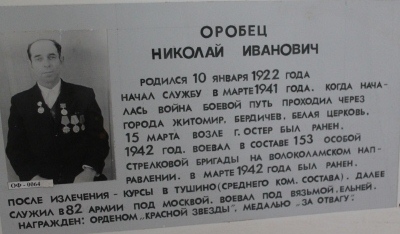 ОРОБЕЦ
НИКОЛАЙ ИВАНОВИЧ
РОДИЛСЯ 10 ЯНВАРЯ 1922 ГОДА
НАЧАЛ СЛУЖБУ В МАРТЕ 1941 ГОДА. КОГДА НАЧА-
ЛАСЬ ВОЙНА БОЕВОЙ ПУТЬ ПРОХОДИЛ ЧЕРЕЗ
ГОРОДА ЖИТОМИР, БЕРДИЧЕВ, БЕЛАЯ ЦЕРКОВЬ.
15 МАРТА ВОЗЛЕ Г. ОСТЕР БЫЛ РАНЕН.
1942 ГОД. ВОЕВАЛ В СОСТАВЕ 153 ОСОБОЙ
СТРЕЛКОВОЙ БРИГАДЫ НА ВОЛОКОЛАМСКОМ НАП-
РАВЛЕНИИ. В МАРТЕ 1942 ГОДА БЫЛ РАНЕН.
ПОСЛЕ ИЗЛЕЧЕНИЯ - КУРСЫ В ТУШИНО (СРЕДНЕГО КОМ. СОСТАВА). ДАЛЕЕ
СЛУЖИЛ В 82 АРМИИ ПОД МОСКВОЙ. ВОЕВАЛ ПОД ВЯЗЬМОЙ, ЕЛЬНЕЙ.
НАГРАЖДЕН: ОРДЕНОМ „КРАСНОЙ ЗВЕЗДЫ", МЕДАЛЬЮ „ЗА ОТВАГУ";